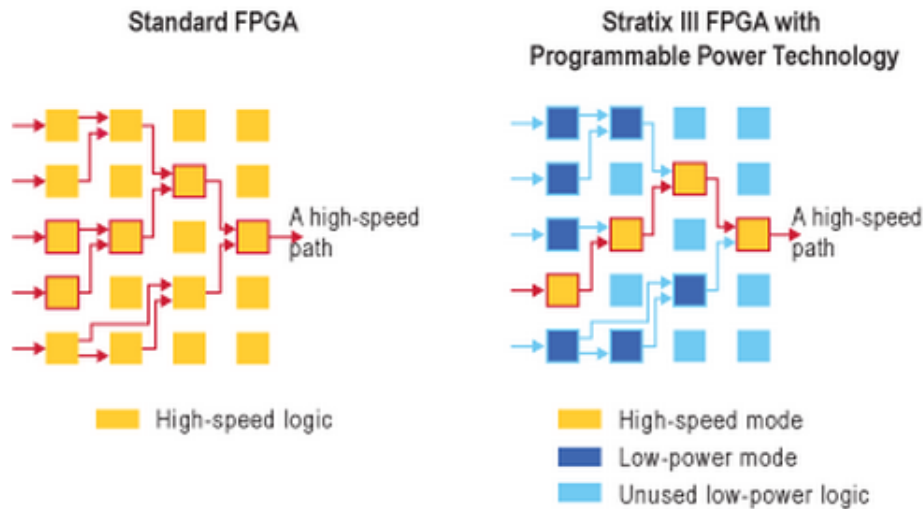 Standard FPGA
Stratix III FPGA with
Programmable Power Technology
A high-speed
path
A high-speed
path
High-speed logic
High-speed mode
Low-power mode
Unused low-power logic